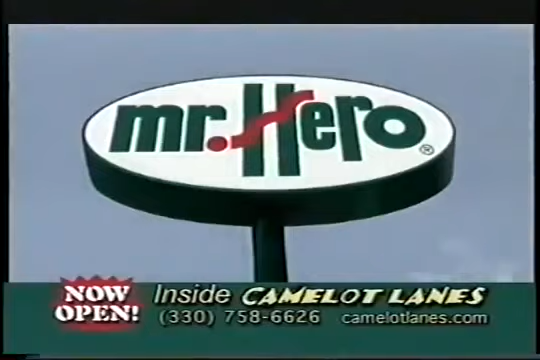 mr. Hero®
NOW OPEN!
Inside CAMELOT LANES
(330) 758-6626 camelotlanes.com